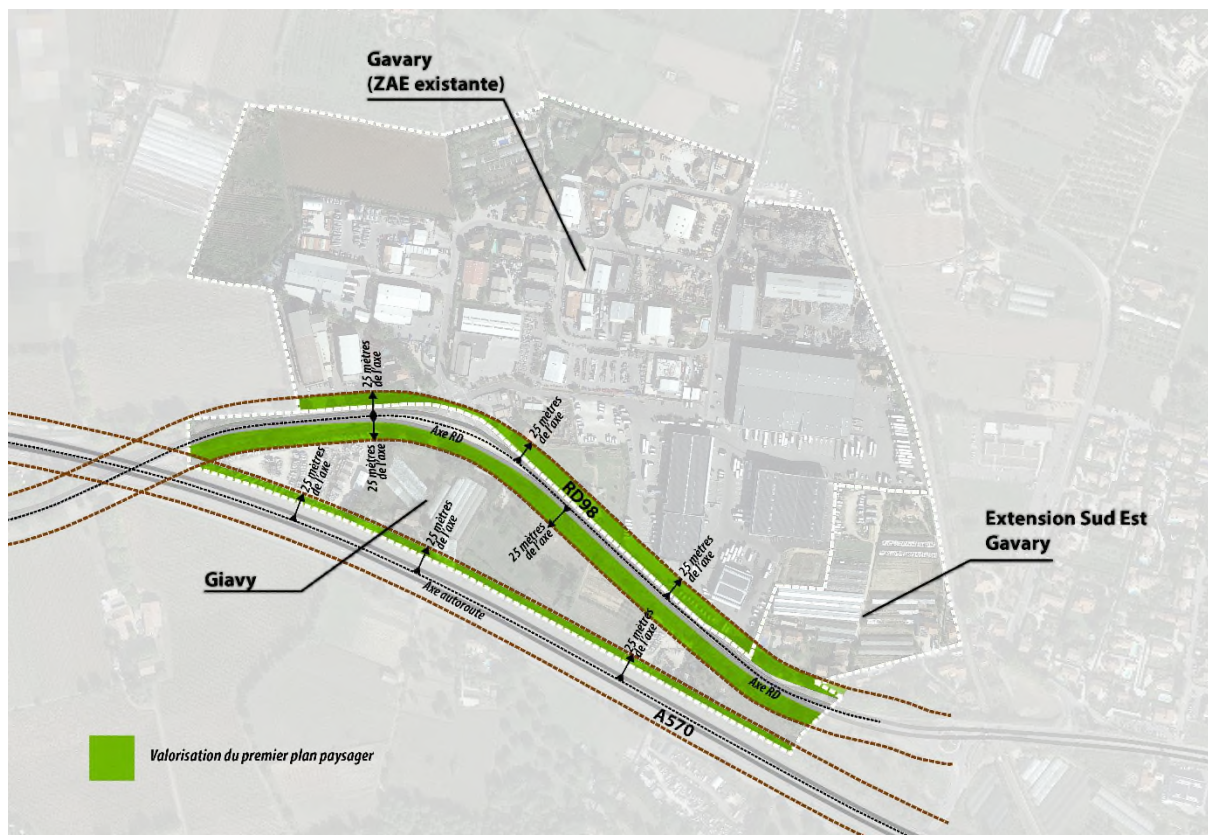 Gavary
(ZAE existante)
25 mètres
de l'axe
Axe RD
25 mètres
de l'axe
25 mètres
de l'axe
25 mètres
de l'axe
RD98
25 mètres
de l'axe
25 mètres
de l'axe
Extension Sud Est
Gavary
Giavy
Axe autoroute
25 mètres
de l'axe
25 mètres
de l'axe
Axe RD
A570
Valorisation du premier plan paysager